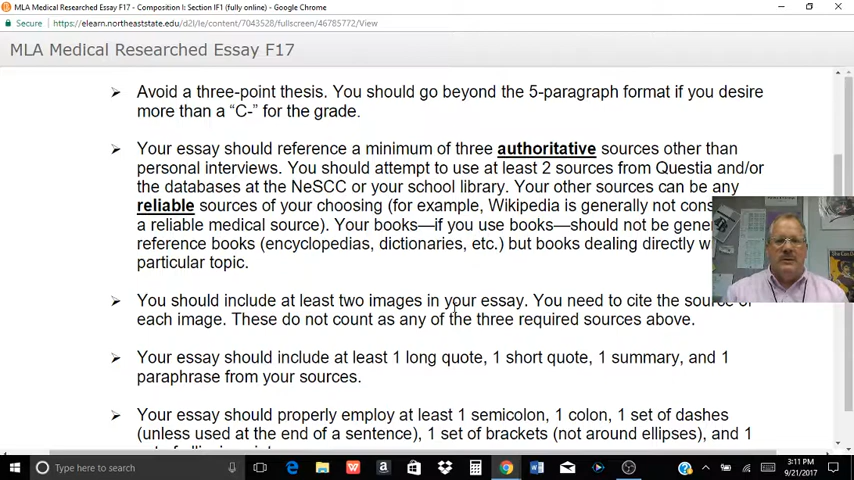 MLA Medical Researched Essay F17 - Composition I: Section IF1 (fully online) - Google Chrome
Secure https://elearn.northeaststate.edu/d2l/le/content/7043528/fullscreen/46785772/View
MLA Medical Researched Essay F17
Avoid a three-point thesis. You should go beyond the 5-paragraph format if you desire
more than a “C-” for the grade.
Your essay should reference a minimum of three authoritative sources other than
personal interviews. You should attempt to use at least 2 sources from Questia and/or
the databases at the NeSCC or your school library. Your other sources can be any
reliable sources of your choosing (for example, Wikipedia is generally not cons
a reliable medical source). Your books—if you use books—should not be gener
reference books (encyclopedias, dictionaries, etc.) but books dealing directly w
particular topic.
You should include at least two images in your essay. You need to cite the source of
each image. These do not count as any of the three required sources above.
Your essay should include at least 1 long quote, 1 short quote, 1 summary, and 1
paraphrase from your sources.
Your essay should properly employ at least 1 semicolon, 1 colon, 1 set of dashes
(unless used at the end of a sentence), 1 set of brackets (not around ellipses), and 1
Type here to search
3:11 PM
9/21/2017